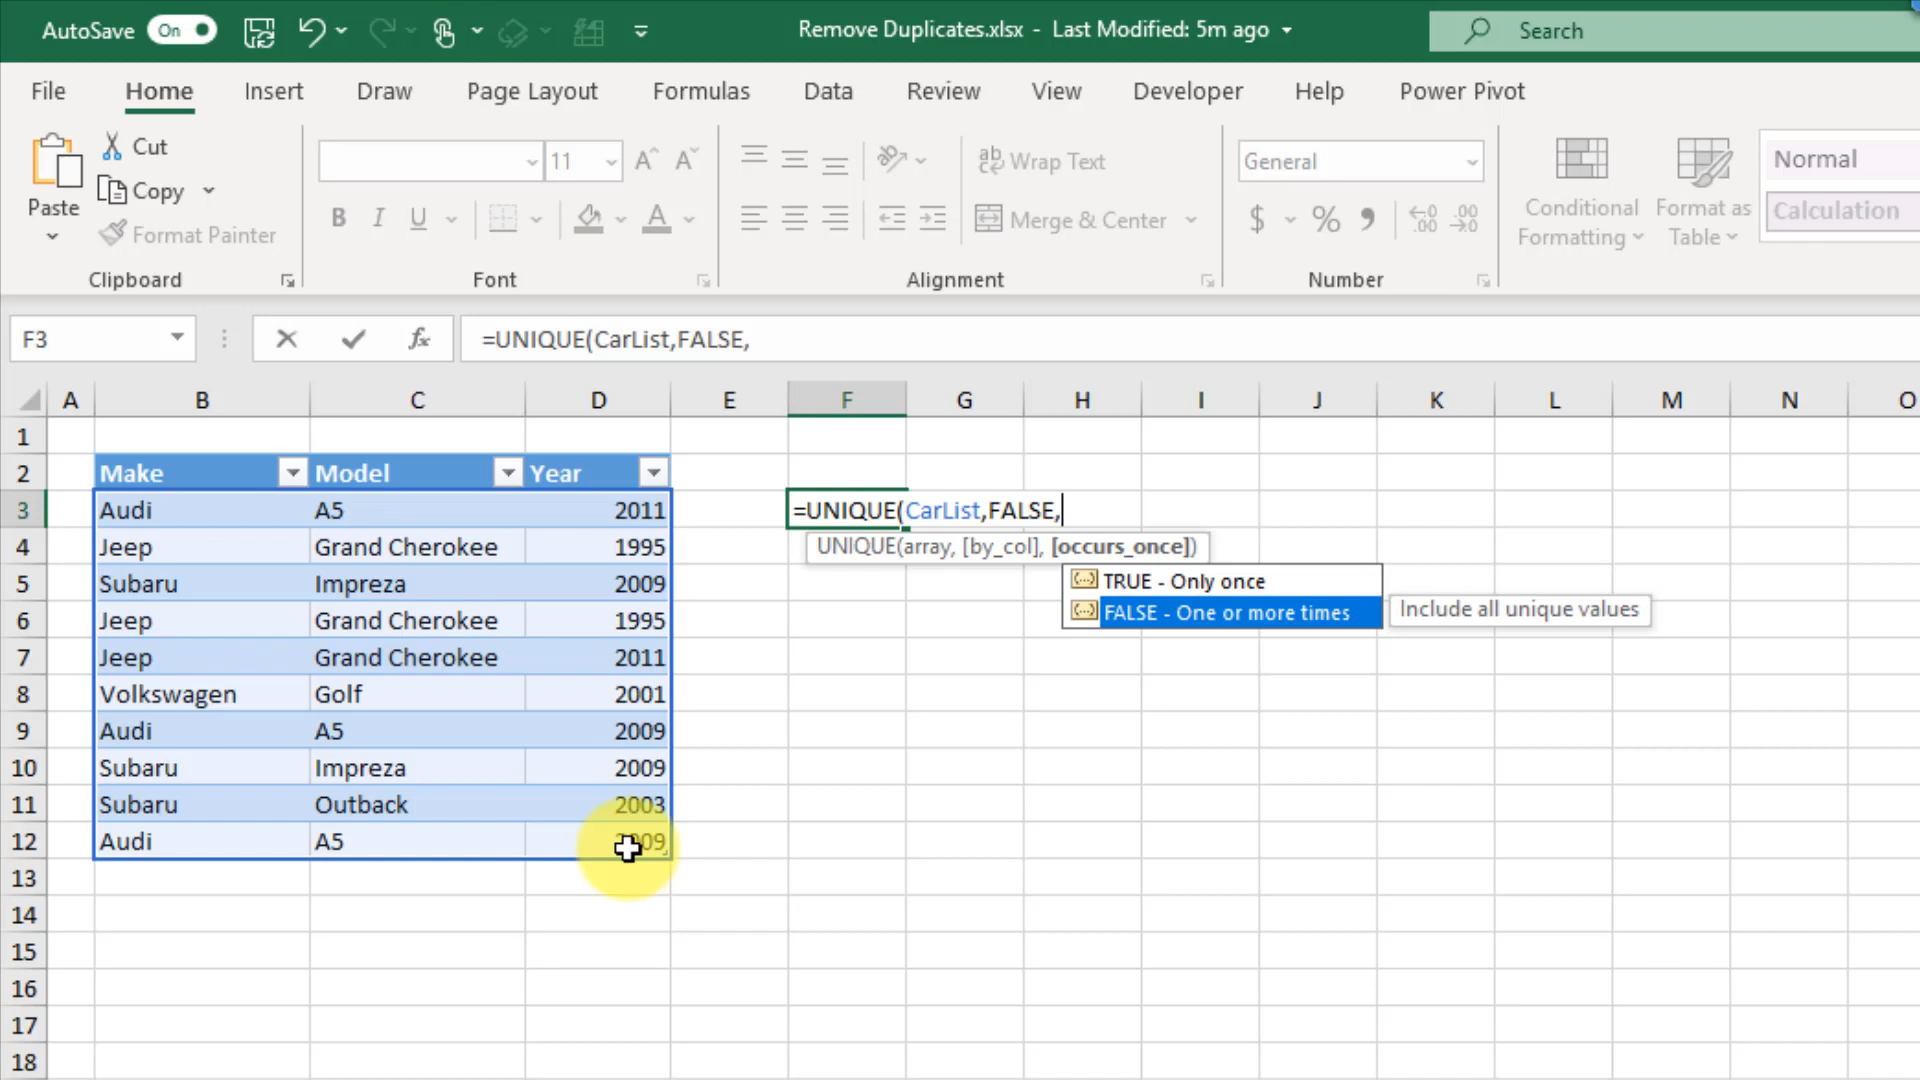 AutoSave On Remove Duplicates.xlsx - Last Modified: 5m ago Search
File Home Insert Draw Page Layout Formulas Data Review View Developer Help Power Pivot
Paste
Cut
Copy
Format Painter
Clipboard
11
B I U
Font
ab Wrap Text
Merge & Center
Alignment
General
$ %
Number
Conditional Formatting
Format as Table
Normal
Calculation
F3 fx =UNIQUE(CarList,FALSE,
A B C D E F G H I J K L M N O
1
2 Make Model Year
3 Audi A5 2011 =UNIQUE(CarList,FALSE,
UNIQUE(array, [by_col], [occurs_once])
TRUE - Only once
FALSE - One or more times
Include all unique values
4 Jeep Grand Cherokee 1995
5 Subaru Impreza 2009
6 Jeep Grand Cherokee 1995
7 Jeep Grand Cherokee 2011
8 Volkswagen Golf 2001
9 Audi A5 2009
10 Subaru Impreza 2009
11 Subaru Outback 2003
12 Audi A5
13
14
15
16
17
18